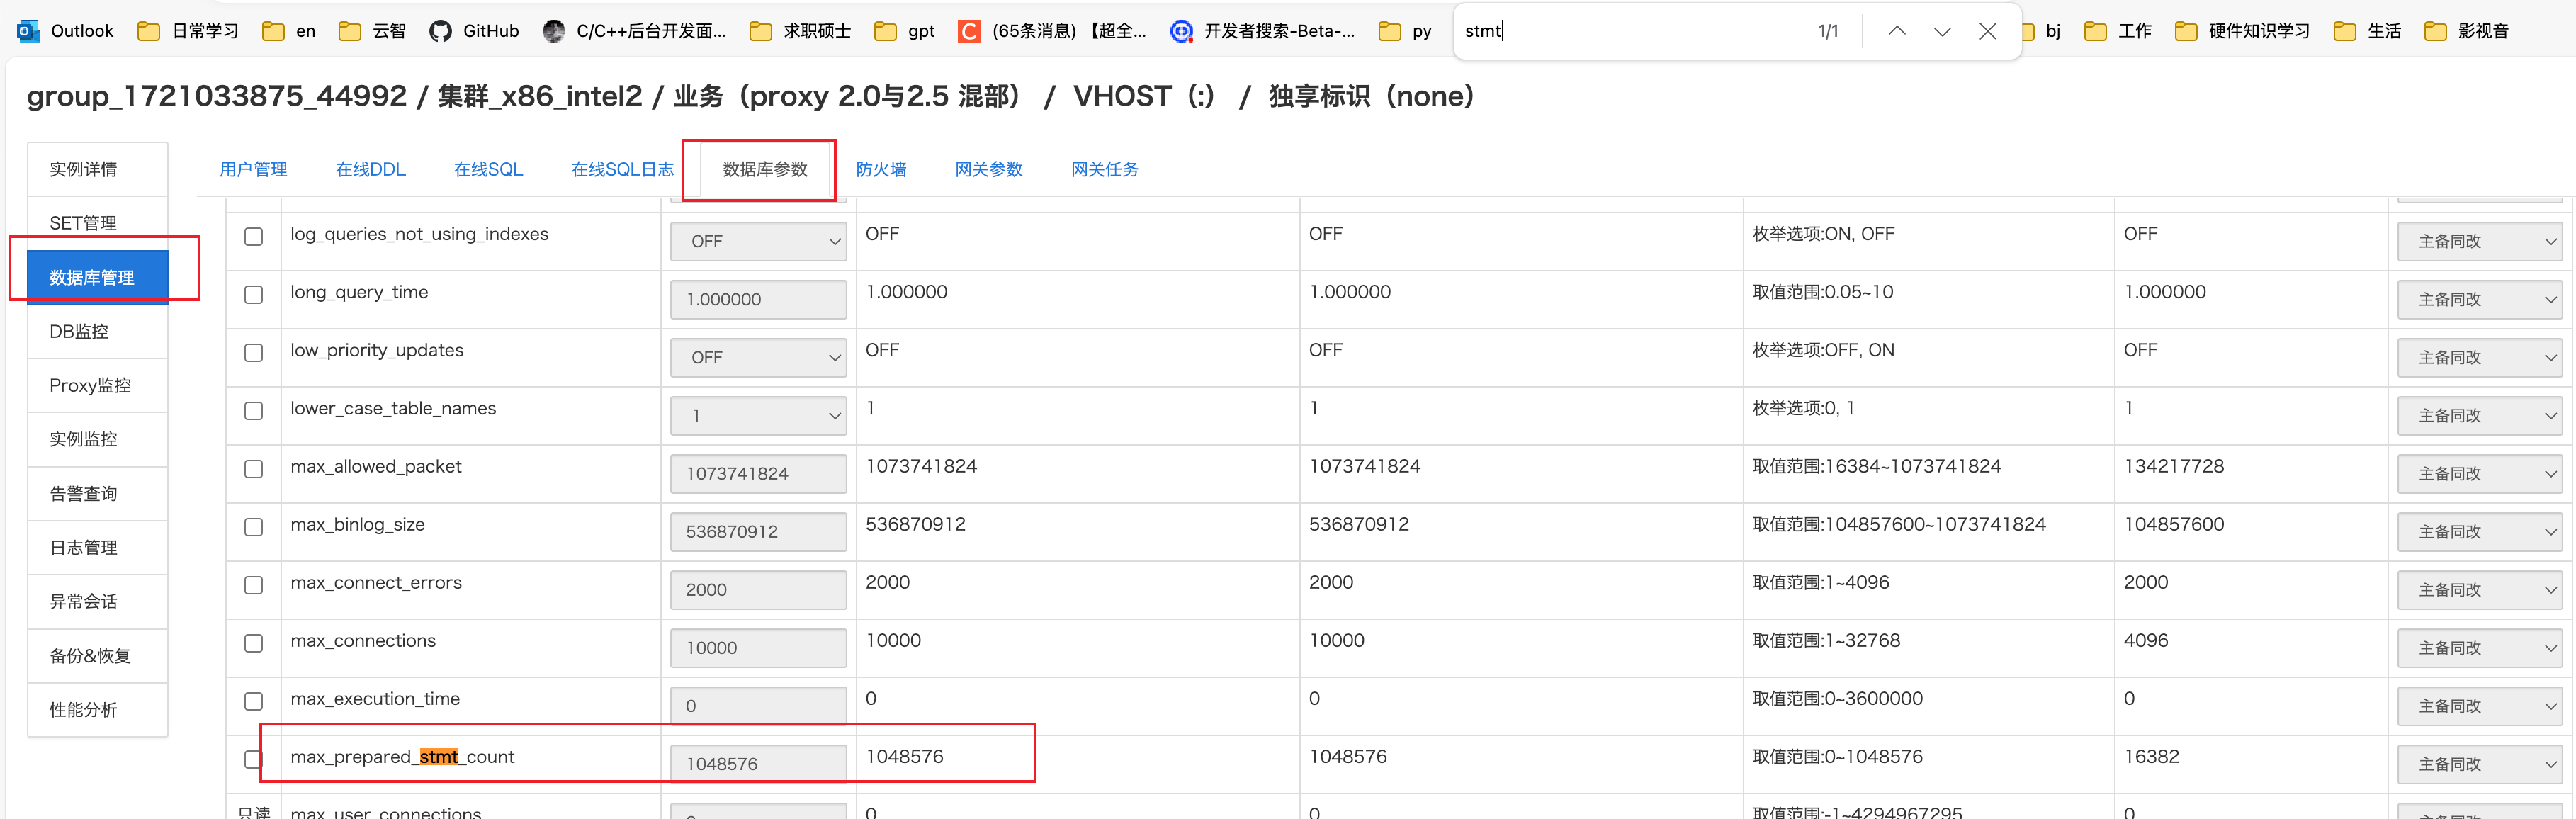 Outlook 日常学习 en 云智 GitHub C/C++后台开发面... 求职硕士 gpt C (65条消息) 【超全... 开发者搜索-Beta-... py stmt 1/1 bj 工作 硬件知识学习 生活 影视音
group_1721033875_44992 / 集群_x86_intel2 / 业务（proxy 2.0与2.5 混部） / VHOST（:） / 独享标识（none）
实例详情
SET管理
数据库管理
DB监控
Proxy监控
实例监控
告警查询
日志管理
异常会话
备份&恢复
性能分析
用户管理 在线DDL 在线SQL 在线SQL日志 数据库参数 防火墙 网关参数 网关任务
log_queries_not_using_indexes OFF OFF OFF 枚举选项:ON, OFF OFF 主备同改
long_query_time 1.000000 1.000000 1.000000 取值范围:0.05~10 1.000000 主备同改
low_priority_updates OFF OFF OFF 枚举选项:OFF, ON OFF 主备同改
lower_case_table_names 1 1 1 枚举选项:0, 1 1 主备同改
max_allowed_packet 1073741824 1073741824 1073741824 取值范围:16384~1073741824 134217728 主备同改
max_binlog_size 536870912 536870912 536870912 取值范围:104857600~1073741824 104857600 主备同改
max_connect_errors 2000 2000 2000 取值范围:1~4096 2000 主备同改
max_connections 10000 10000 10000 取值范围:1~32768 4096 主备同改
max_execution_time 0 0 0 取值范围:0~3600000 0 主备同改
max_prepared_stmt_count 1048576 1048576 1048576 取值范围:0~1048576 16382 主备同改
只读 max_user_connections 0 0 取值范围:-1~4294967295 0